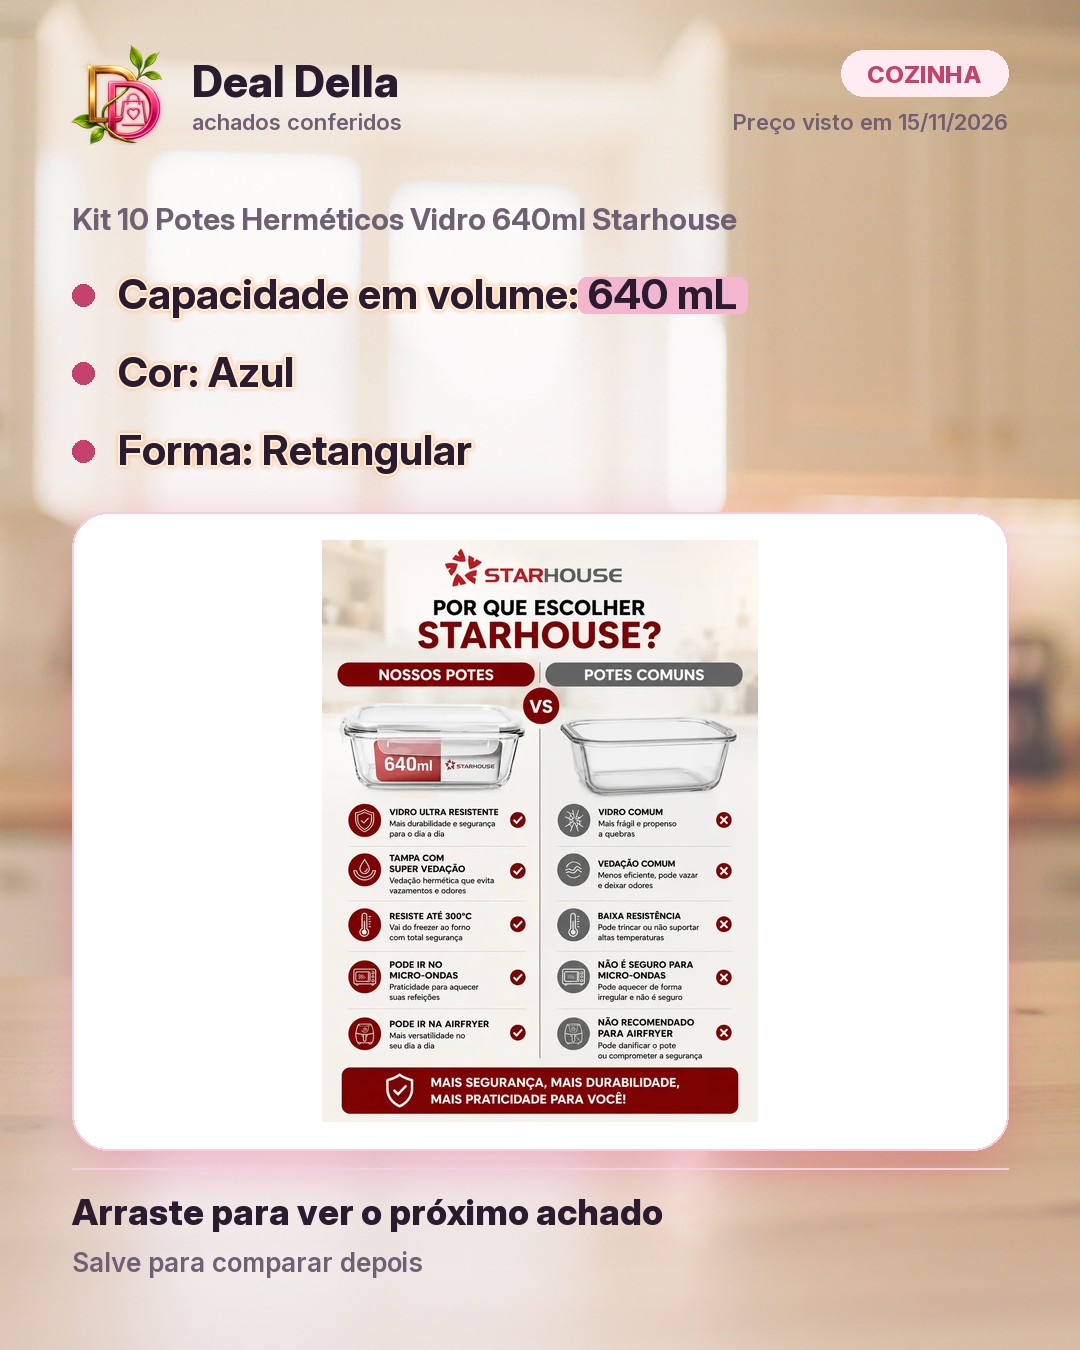 Deal Della
achados conferidos
COZINHA
Preço visto em 15/11/2026
Kit 10 Potes Herméticos Vidro 640ml Starhouse
Capacidade em volume: 640 mL
Cor: Azul
Forma: Retangular
STARHOUSE
POR QUE ESCOLHER
STARHOUSE?
NOSSOS POTES
VS
POTES COMUNS
640ml STARHOUSE
VIDRO ULTRA RESISTENTE
Mais durabilidade e segurança
para o dia a dia
VIDRO COMUM
Mais frágil e propenso
a quebras
TAMPA COM
SUPER VEDAÇÃO
Vedação hermética que evita
vazamentos e odores
VEDAÇÃO COMUM
Menos eficiente, pode vazar
e deixar odores
RESISTE ATÉ 300°C
Vai do freezer ao forno
com total segurança
BAIXA RESISTÊNCIA
Pode trincar ou não suportar
altas temperaturas
PODE IR NO
MICRO-ONDAS
Praticidade para aquecer
suas refeições
NÃO É SEGURO PARA
MICRO-ONDAS
Pode aquecer de forma
irregular e não é seguro
PODE IR NA AIRFRYER
Mais versatilidade no
seu dia a dia
NÃO RECOMENDADO
PARA AIRFRYER
Pode danificar o pote
ou comprometer a segurança
MAIS SEGURANÇA, MAIS DURABILIDADE,
MAIS PRATICIDADE PARA VOCÊ!
Arraste para ver o próximo achado
Salve para comparar depois